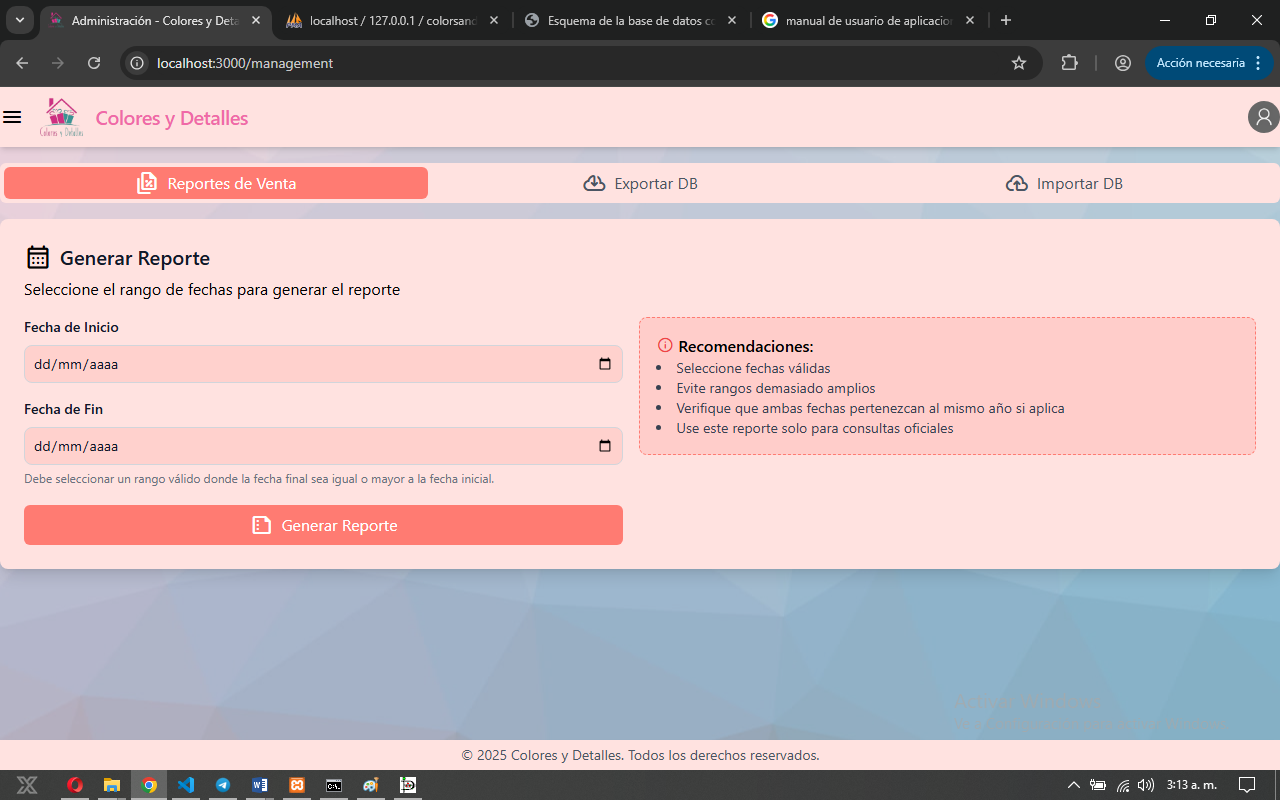 Administración - Colores y Deta
localhost / 127.0.0.1 / colorsand
Esquema de la base de datos co
manual de usuario de aplicacion
localhost:3000/management
Acción necesaria
Colores y Detalles
Colores y Detalles
Reportes de Venta
Exportar DB
Importar DB
Generar Reporte
Seleccione el rango de fechas para generar el reporte
Fecha de Inicio
dd/mm/aaaa
Fecha de Fin
dd/mm/aaaa
Debe seleccionar un rango válido donde la fecha final sea igual o mayor a la fecha inicial.
Generar Reporte
Recomendaciones:
Seleccione fechas válidas
Evite rangos demasiado amplios
Verifique que ambas fechas pertenezcan al mismo año si aplica
Use este reporte solo para consultas oficiales
© 2025 Colores y Detalles. Todos los derechos reservados.
3:13 a. m.